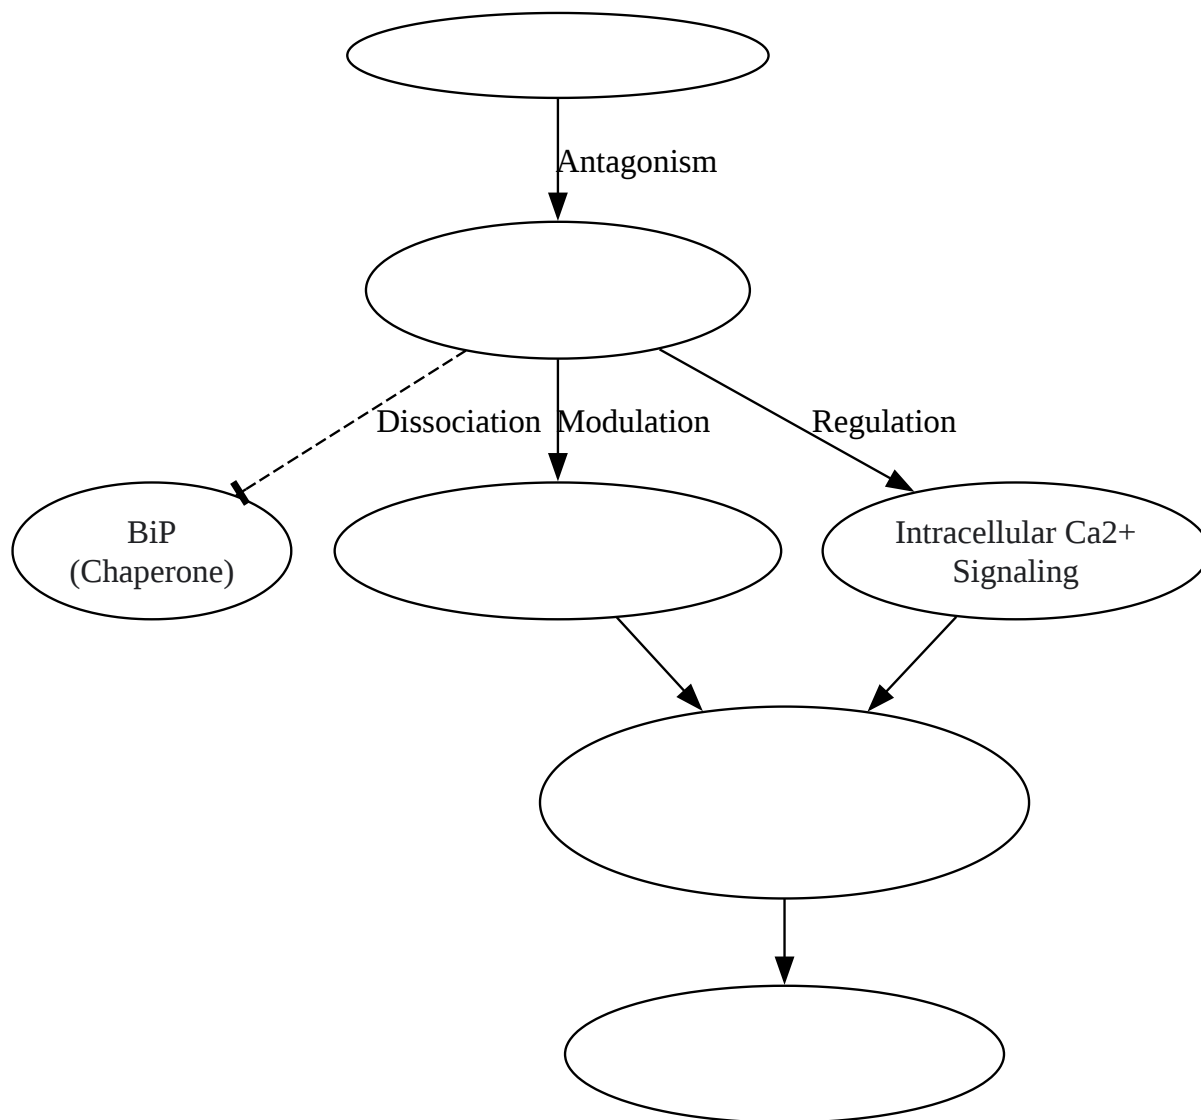 Antagonism
Dissociation
Modulation
Regulation
BiP
(Chaperone)
Intracellular Ca2+
Signaling